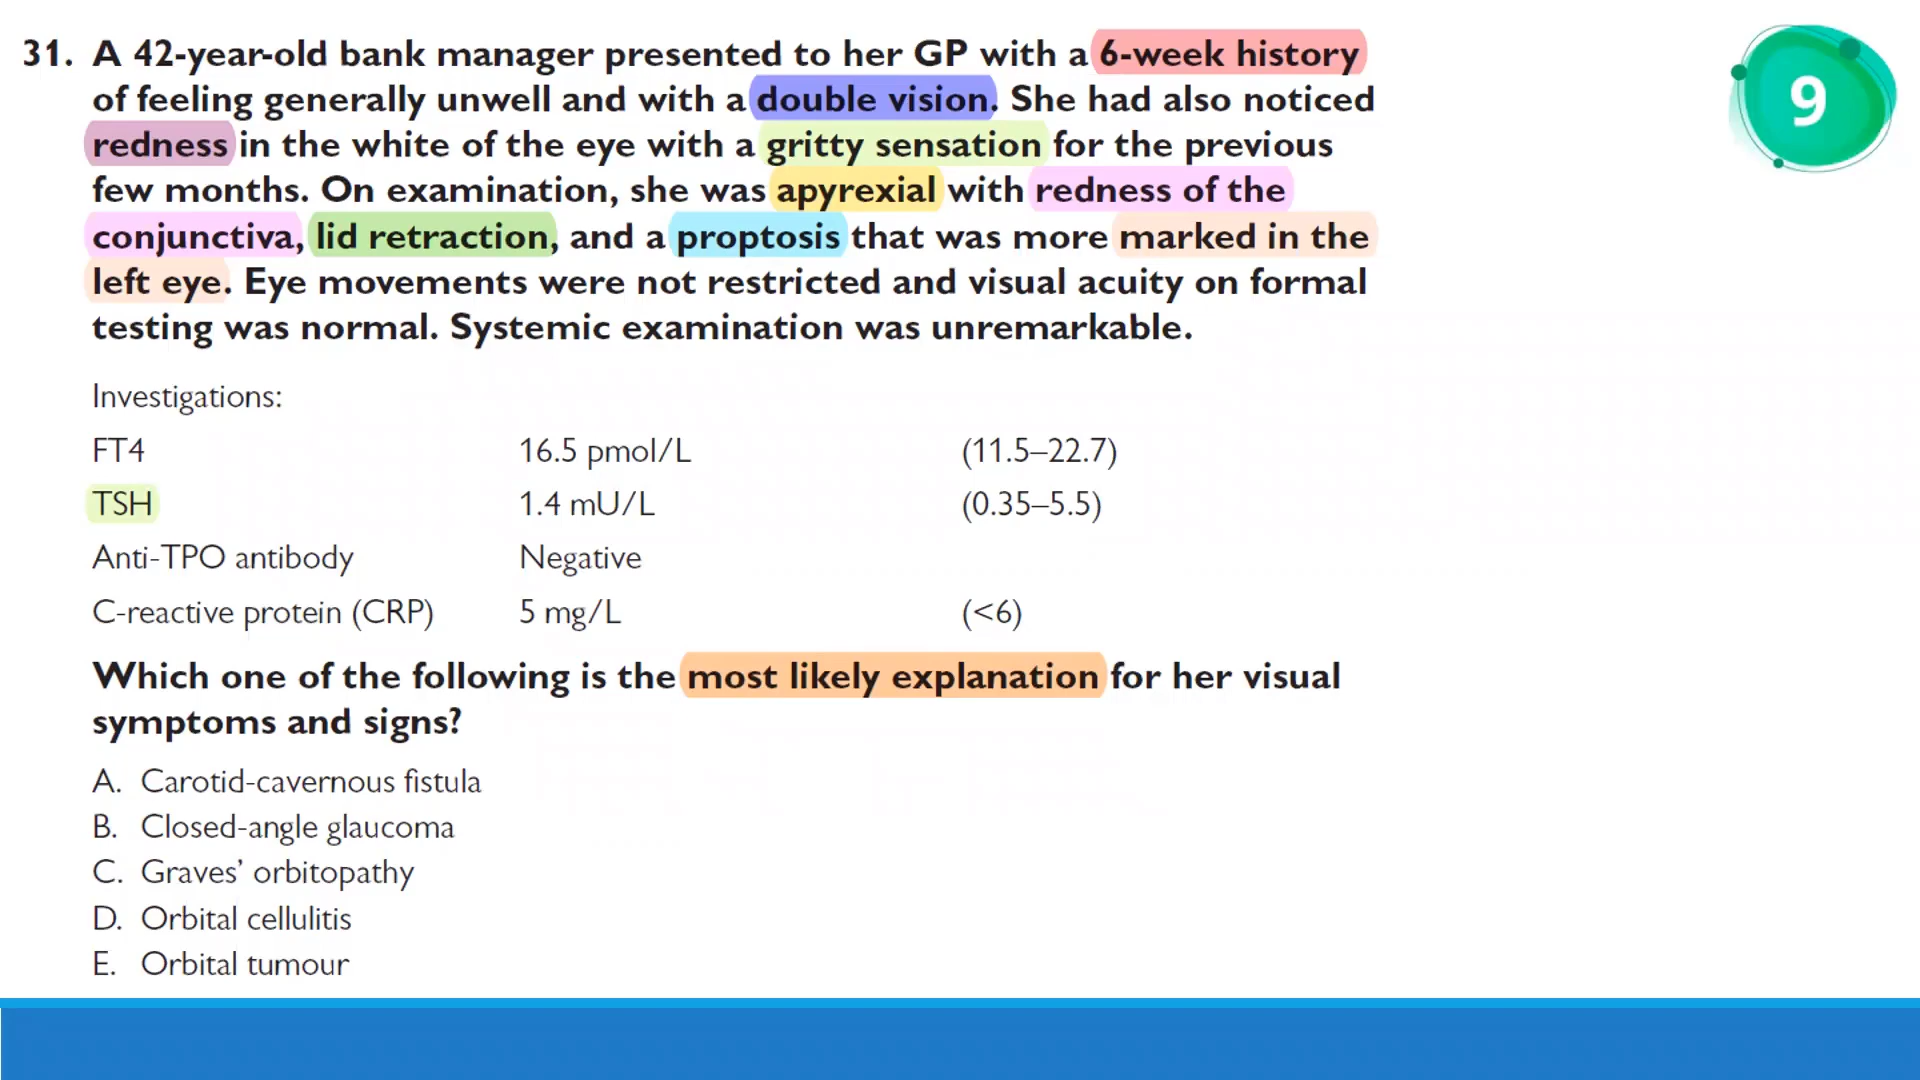 31. A 42-year-old bank manager presented to her GP with a 6-week history
of feeling generally unwell and with a double vision. She had also noticed
redness in the white of the eye with a gritty sensation for the previous
few months. On examination, she was apyrexial with redness of the
conjunctiva, lid retraction, and a proptosis that was more marked in the
left eye. Eye movements were not restricted and visual acuity on formal
testing was normal. Systemic examination was unremarkable.
9
Investigations:
FT4 16.5 pmol/L (11.5–22.7)
TSH 1.4 mU/L (0.35–5.5)
Anti-TPO antibody Negative
C-reactive protein (CRP) 5 mg/L (<6)
Which one of the following is the most likely explanation for her visual
symptoms and signs?
A. Carotid-cavernous fistula
B. Closed-angle glaucoma
C. Graves’ orbitopathy
D. Orbital cellulitis
E. Orbital tumour